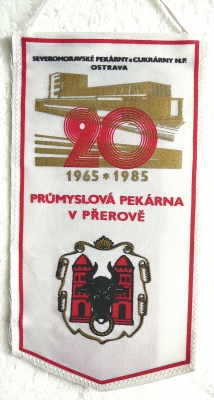 SEVEROMORAVSKÉ PEKÁRNY A CUKRÁRNY N.P.
OSTRAVA
20
1965 * 1985
PRŮMYSLOVÁ PEKÁRNA
V PŘEROVĚ